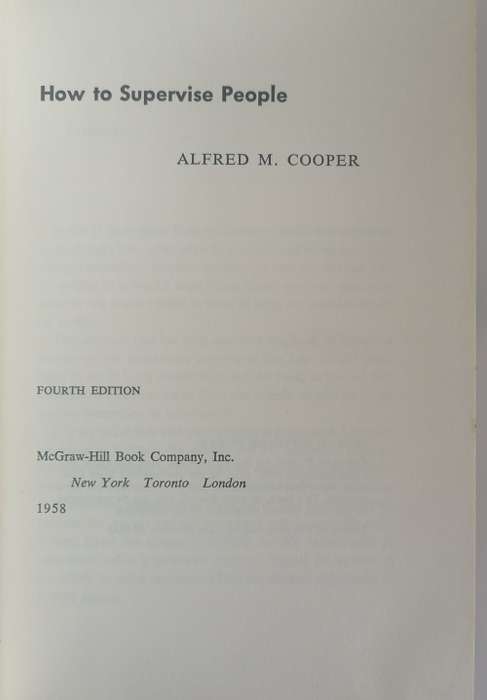 How to Supervise People
ALFRED M. COOPER
FOURTH EDITION
McGraw-Hill Book Company, Inc.
New York Toronto London
1958